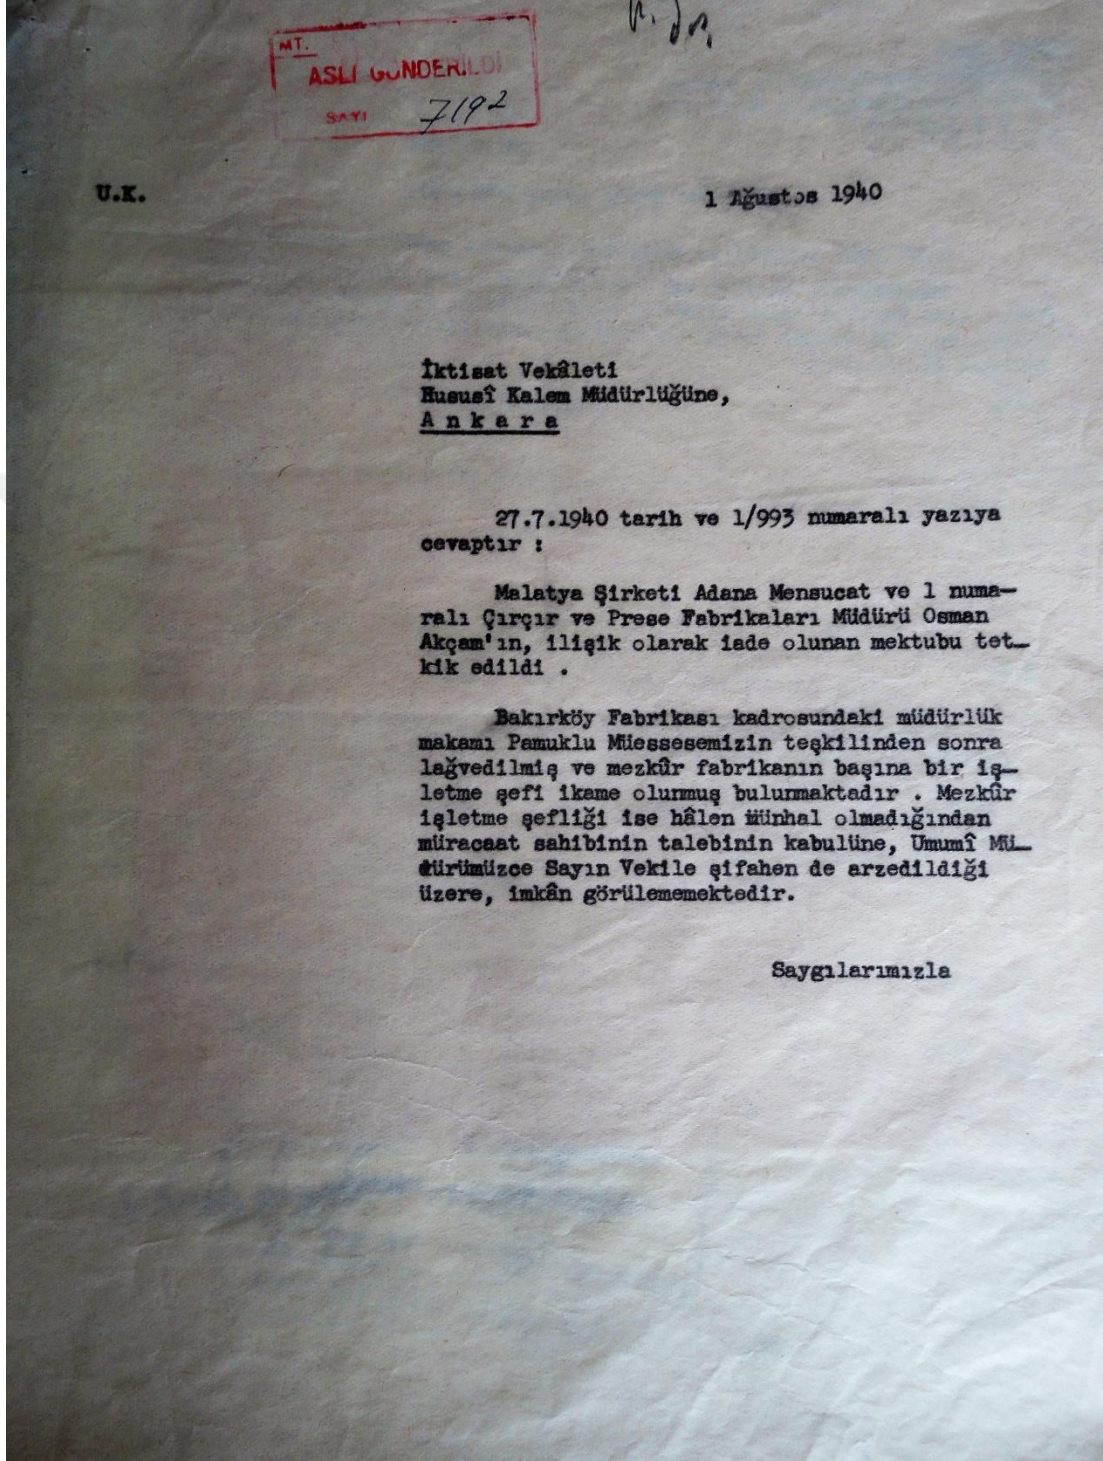 MT.
ASLI GÖNDERİLDİ
SAYI 7192
U.K.
1 Ağustos 1940
İktisat Vekâleti
Hususî Kalem Müdürlüğüne,
Ankara
27.7.1940 tarih ve 1/993 numaralı yazıya
cevaptır :
Malatya Şirketi Adana Mensucat ve 1 numa-
ralı Çırçır ve Prese Fabrikaları Müdürü Osman
Akçam'ın, ilişik olarak iade olunan mektubu tet-
kik edildi .
Bakırköy Fabrikası kadrosundaki müdürlük
makamı Pamuklu Müessesemizin teşkilinden sonra
lağvedilmiş ve mezkûr fabrikanın başına bir iş-
letme şefi ikame olunmuş bulunmaktadır . Mezkûr
işletme şefliği ise hâlen münhal olmadığından
müracaat sahibinin talebinin kabulüne, Umumî Mü-
dürümüzce Sayın Vekile şifahen de arzedildiği
üzere, imkân görülememektedir.
Saygılarımızla